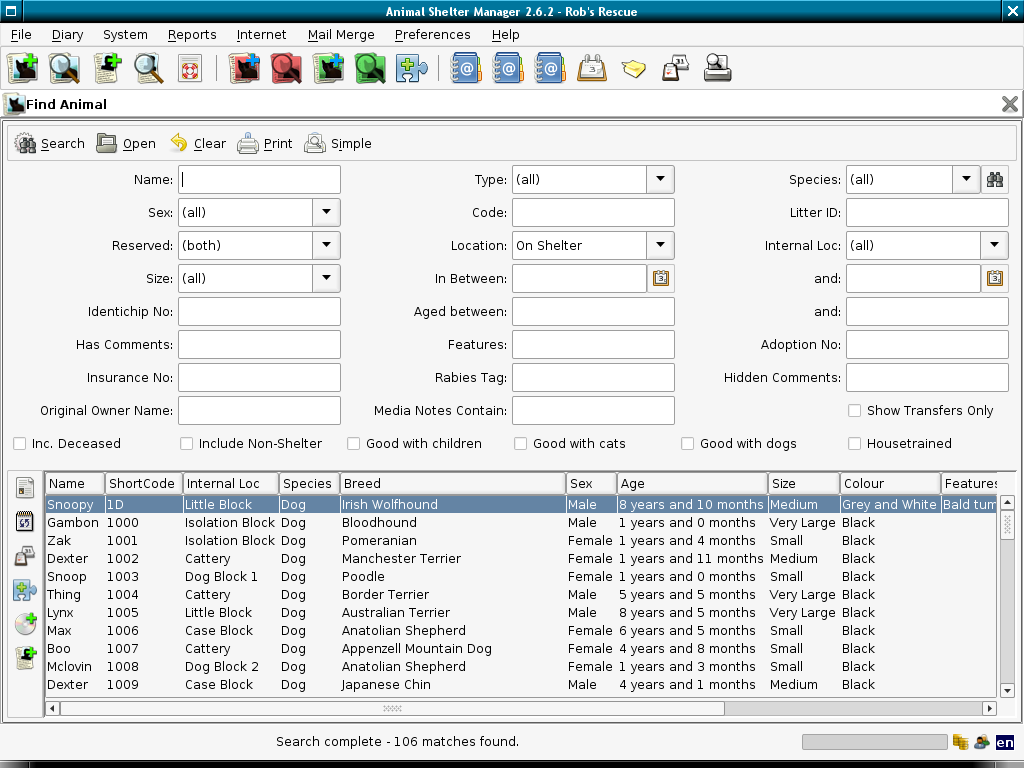 Animal Shelter Manager 2.6.2 - Rob's Rescue
File Diary System Reports Internet Mail Merge Preferences Help
Find Animal
Search Open Clear Print Simple
Name: Type: (all) Species: (all)
Sex: (all) Code: Litter ID:
Reserved: (both) Location: On Shelter Internal Loc: (all)
Size: (all) In Between: and:
Identichip No: Aged between: and:
Has Comments: Features: Adoption No:
Insurance No: Rabies Tag: Hidden Comments:
Original Owner Name: Media Notes Contain: Show Transfers Only
Inc. Deceased Include Non-Shelter Good with children Good with cats Good with dogs Housetrained
Name ShortCode Internal Loc Species Breed Sex Age Size Colour Features
Snoopy 1D Little Block Dog Irish Wolfhound Male 8 years and 10 months Medium Grey and White Bald tum
Gambon 1000 Isolation Block Dog Bloodhound Male 1 years and 0 months Very Large Black
Zak 1001 Isolation Block Dog Pomeranian Female 1 years and 4 months Small Black
Dexter 1002 Cattery Dog Manchester Terrier Female 1 years and 11 months Medium Black
Snoop 1003 Dog Block 1 Dog Poodle Female 1 years and 0 months Small Black
Thing 1004 Cattery Dog Border Terrier Male 5 years and 5 months Very Large Black
Lynx 1005 Little Block Dog Australian Terrier Male 8 years and 5 months Very Large Black
Max 1006 Case Block Dog Anatolian Shepherd Female 6 years and 5 months Small Black
Boo 1007 Cattery Dog Appenzell Mountain Dog Female 4 years and 8 months Small Black
Mclovin 1008 Dog Block 2 Dog Anatolian Shepherd Female 1 years and 3 months Small Black
Dexter 1009 Case Block Dog Japanese Chin Male 4 years and 1 months Medium Black
Search complete - 106 matches found. en